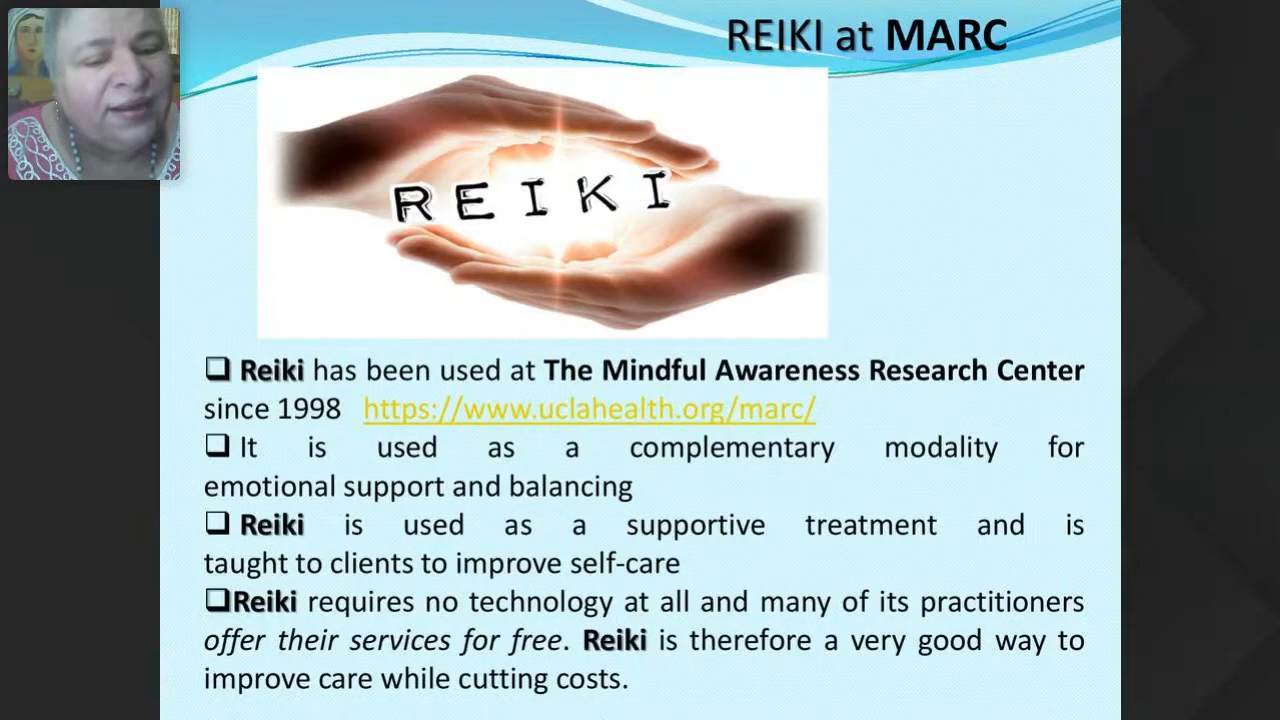 REIKI at MARC
REIKI
❑ Reiki has been used at The Mindful Awareness Research Center
since 1998 https://www.uclahealth.org/marc/
❑ It is used as a complementary modality for
emotional support and balancing
❑ Reiki is used as a supportive treatment and is
taught to clients to improve self-care
❑Reiki requires no technology at all and many of its practitioners
offer their services for free. Reiki is therefore a very good way to
improve care while cutting costs.